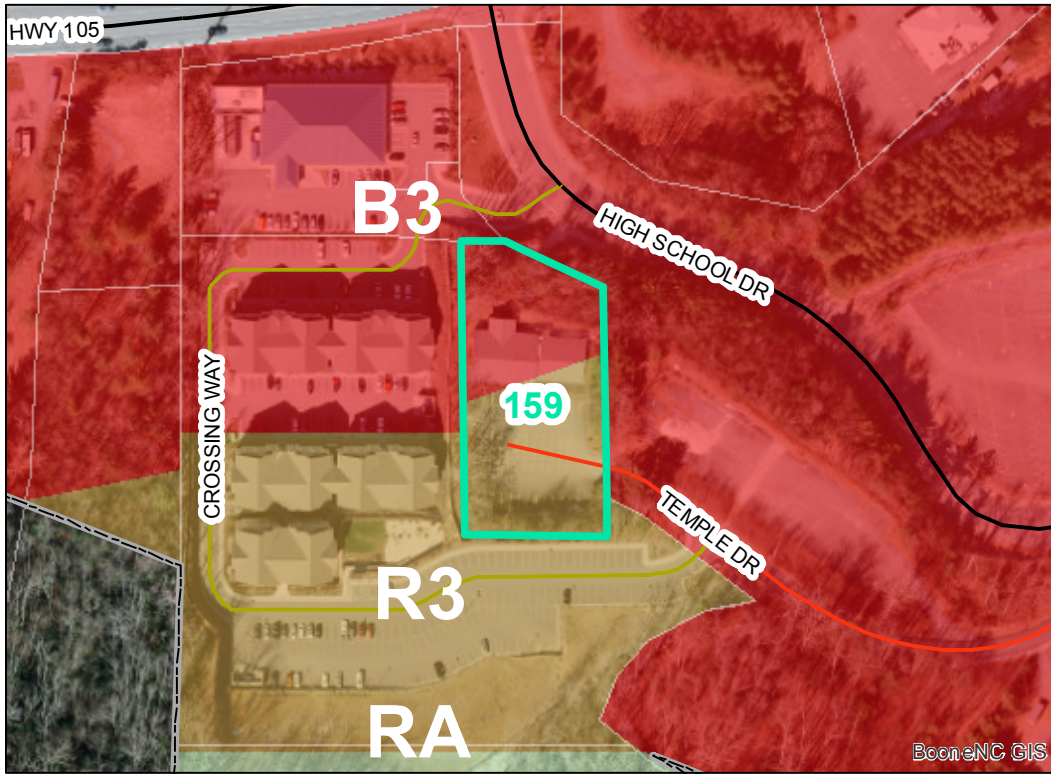 HWY 105
B3
HIGH SCHOOL DR
CROSSING WAY
159
TEMPLE DR
R3
RA
BooneNC GIS